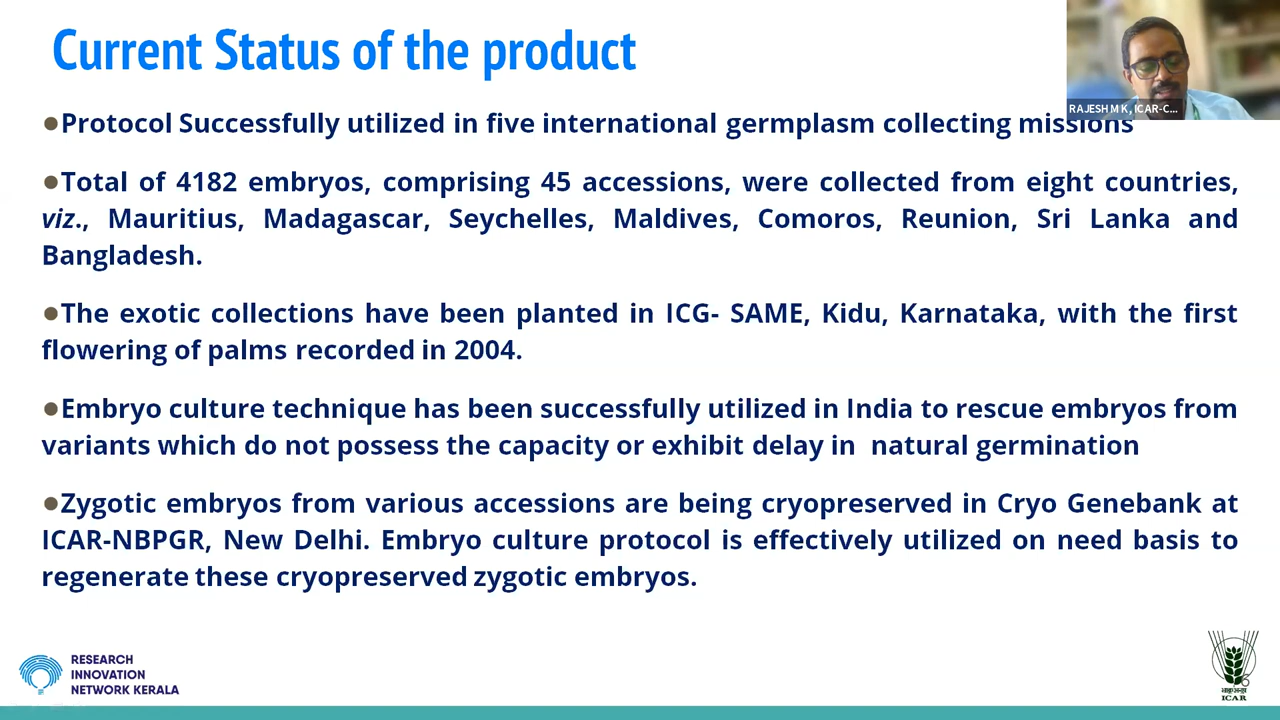 Current Status of the product
RAJESH M K, ICAR-C...
●Protocol Successfully utilized in five international germplasm collecting missions
●Total of 4182 embryos, comprising 45 accessions, were collected from eight countries,
viz., Mauritius, Madagascar, Seychelles, Maldives, Comoros, Reunion, Sri Lanka and
Bangladesh.
●The exotic collections have been planted in ICG- SAME, Kidu, Karnataka, with the first
flowering of palms recorded in 2004.
●Embryo culture technique has been successfully utilized in India to rescue embryos from
variants which do not possess the capacity or exhibit delay in natural germination
●Zygotic embryos from various accessions are being cryopreserved in Cryo Genebank at
ICAR-NBPGR, New Delhi. Embryo culture protocol is effectively utilized on need basis to
regenerate these cryopreserved zygotic embryos.
RESEARCH
INNOVATION
NETWORK KERALA
6
भाकृअनुप
ICAR